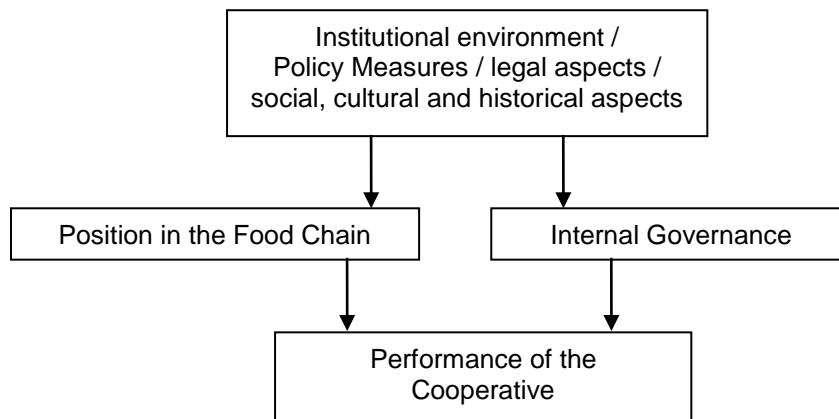 Institutional environment /
Policy Measures / legal aspects /
social, cultural and historical aspects
Position in the Food Chain
Internal Governance
Performance of the
Cooperative